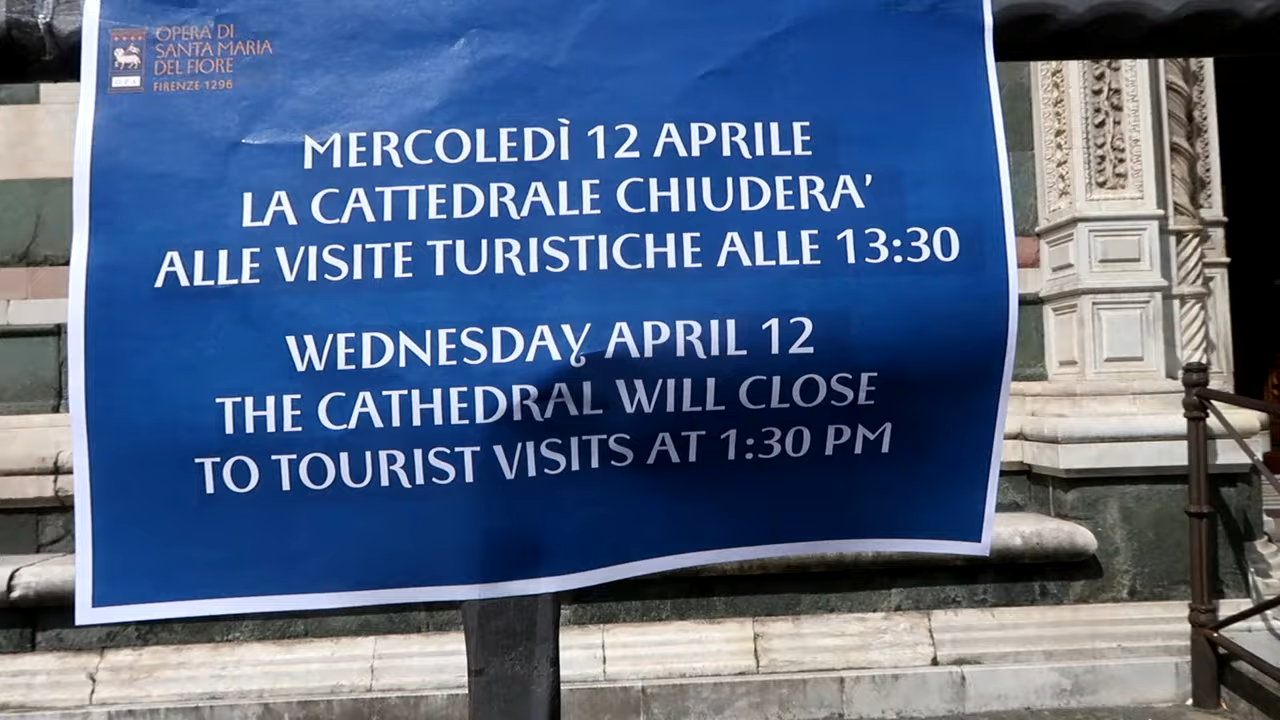 OPERA DI
SANTA MARIA
DEL FIORE
FIRENZE 1296
MERCOLEDÌ 12 APRILE
LA CATTEDRALE CHIUDERA'
ALLE VISITE TURISTICHE ALLE 13:30
WEDNESDAY APRIL 12
THE CATHEDRAL WILL CLOSE
TO TOURIST VISITS AT 1:30 PM